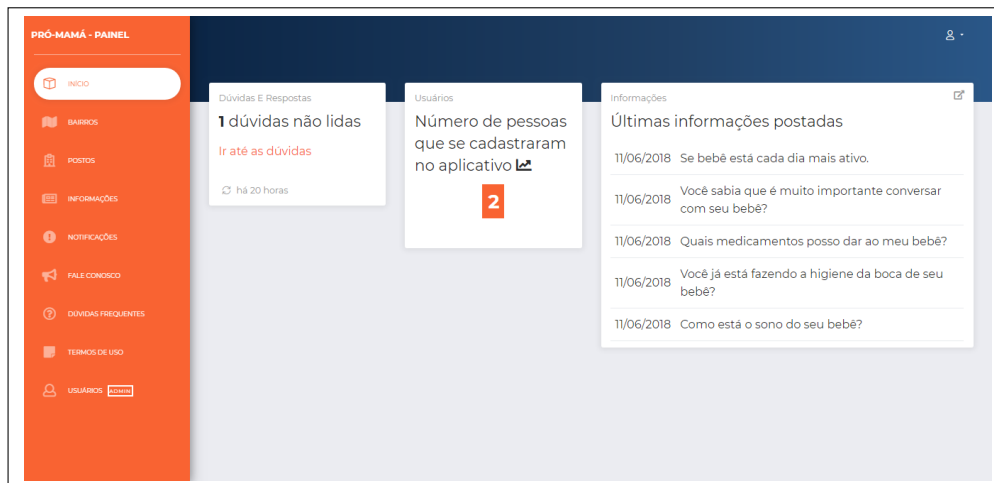 PRÓ-MAMÁ - PAINEL
INÍCIO
BAIRROS
POSTOS
INFORMAÇÕES
NOTIFICAÇÕES
FALE CONOSCO
DÚVIDAS FREQUENTES
TERMOS DE USO
USUÁRIOS ADMIN
Dúvidas E Respostas
1 dúvidas não lidas
Ir até as dúvidas
há 20 horas
Usuários
Número de pessoas
que se cadastraram
no aplicativo
2
Informações
Últimas informações postadas
11/06/2018 Se bebê está cada dia mais ativo.
11/06/2018 Você sabia que é muito importante conversar
com seu bebê?
11/06/2018 Quais medicamentos posso dar ao meu bebê?
11/06/2018 Você já está fazendo a higiene da boca de seu
bebê?
11/06/2018 Como está o sono do seu bebê?